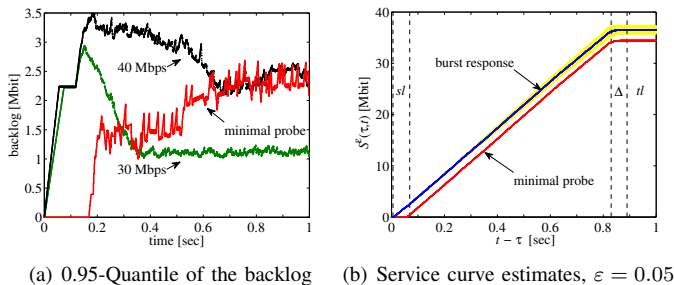 3.5
3
2.5
2
1.5
1
0.5
0
backlog [Mbit]
40 Mbps
minimal probe
30 Mbps
0 0.2 0.4 0.6 0.8 1
time [sec]
(a) 0.95-Quantile of the backlog
40
30
20
10
0
S^ε(τ,t) [Mbit]
sl
burst response
Δ
tl
minimal probe
0 0.2 0.4 0.6 0.8 1
t − τ [sec]
(b) Service curve estimates, ε = 0.05